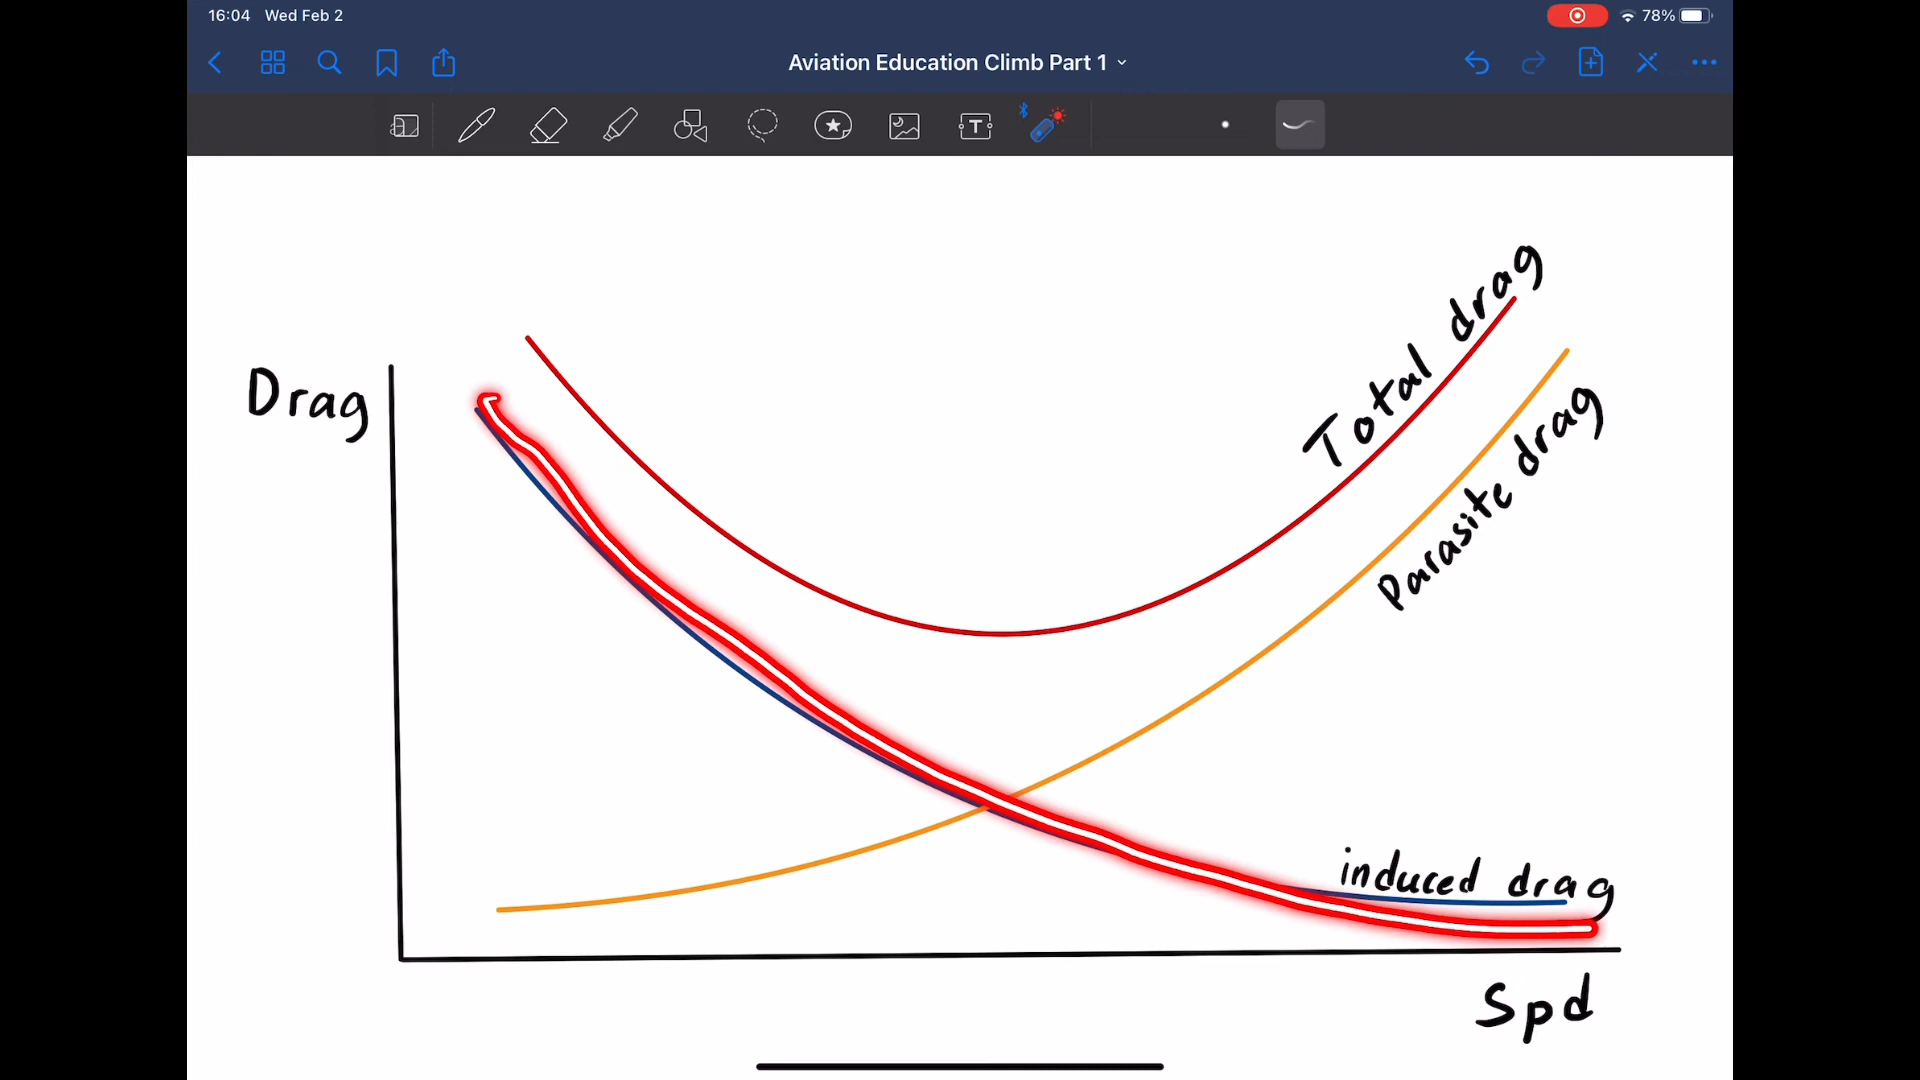 16:04 Wed Feb 2
78%
Aviation Education Climb Part 1
T
Drag
Total drag
Parasite drag
induced drag
Spd